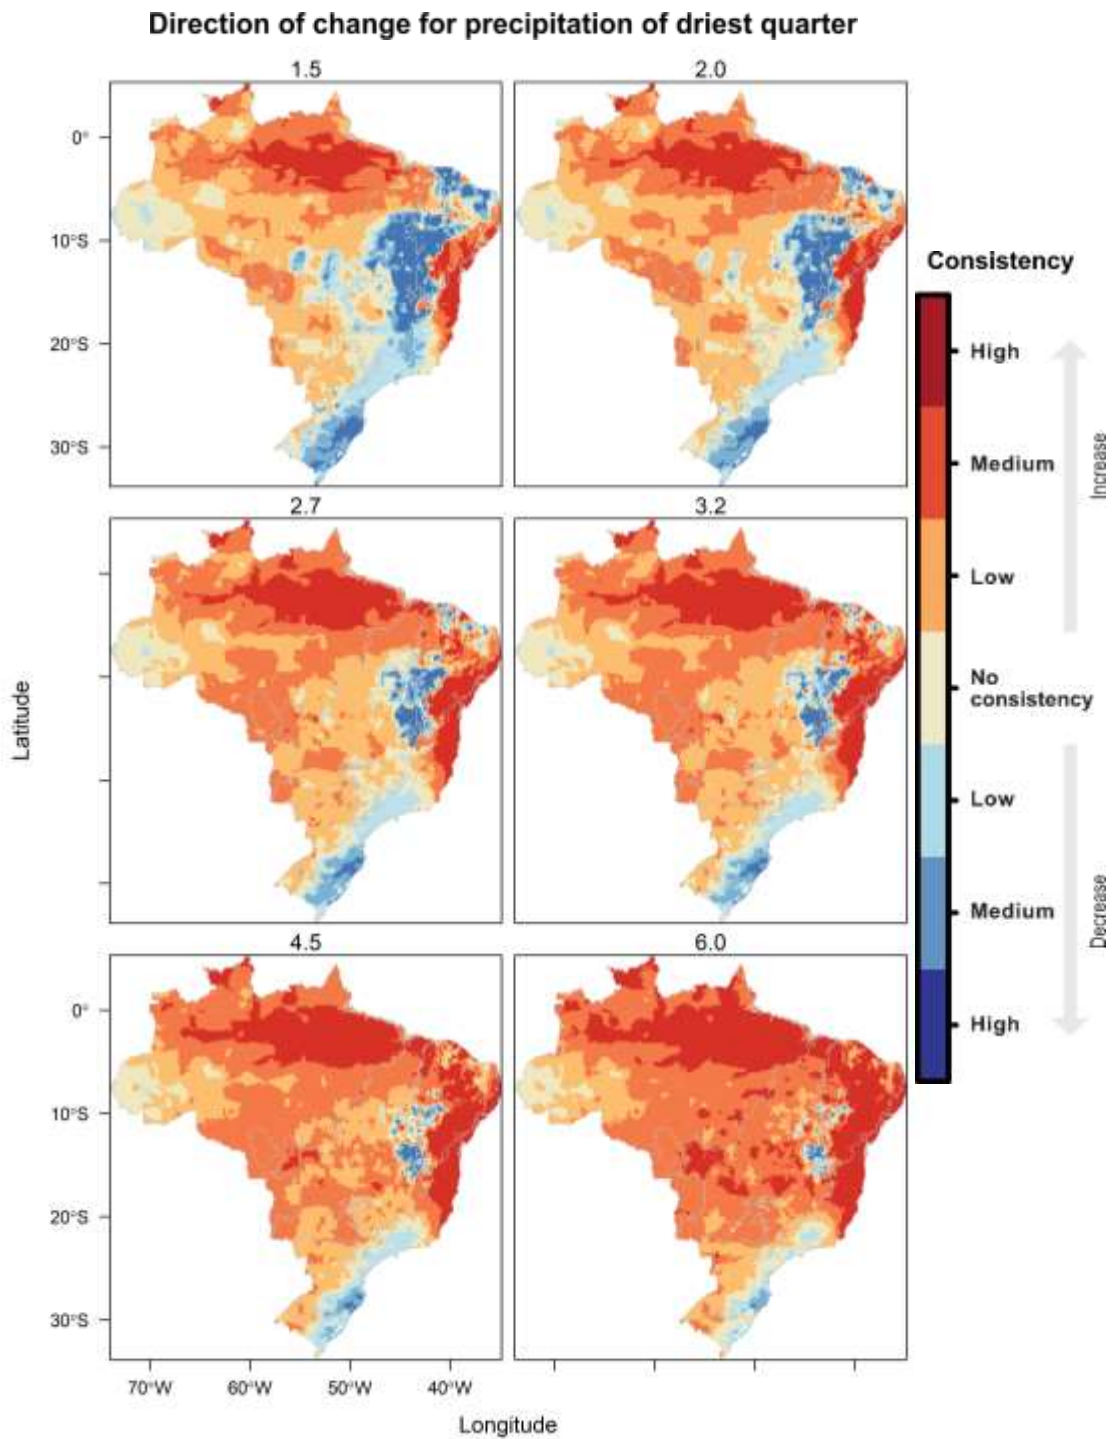 Direction of change for precipitation of driest quarter
1.5
2.0
0°
10°S
20°S
30°S
2.7
3.2
Latitude
4.5
6.0
0°
10°S
20°S
30°S
70°W
60°W
50°W
40°W
Longitude
Consistency
High
Medium
Low
No
consistency
Low
Medium
High
Increase
Decrease